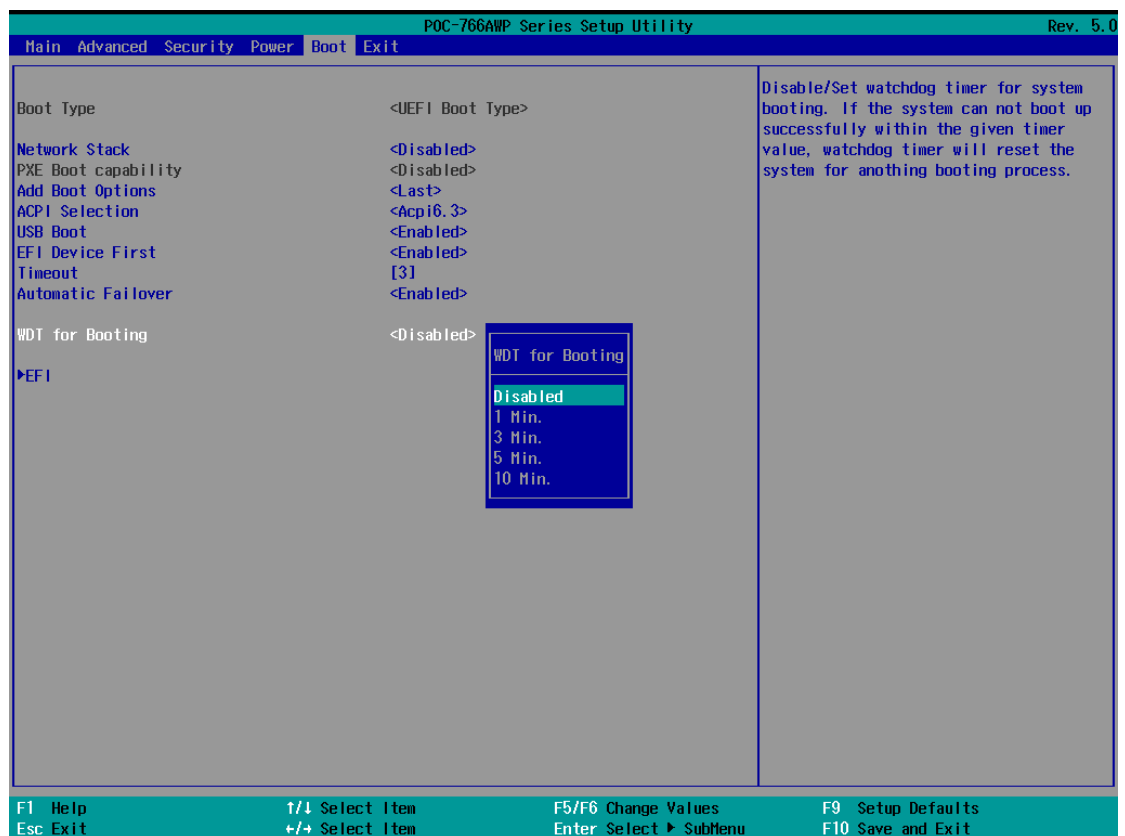 POC-766AWP Series Setup Utility Rev. 5.0
Main Advanced Security Power Boot Exit
Boot Type <UEFI Boot Type>
Network Stack <Disabled>
PXE Boot capability <Disabled>
Add Boot Options <Last>
ACPI Selection <Acpi6.3>
USB Boot <Enabled>
EFI Device First <Enabled>
Timeout [3]
Automatic Failover <Enabled>
WDT for Booting <Disabled>
▶EFI
WDT for Booting
Disabled
1 Min.
3 Min.
5 Min.
10 Min.
Disable/Set watchdog timer for system
booting. If the system can not boot up
successfully within the given timer
value, watchdog timer will reset the
system for anothing booting process.
F1 Help ↑/↓ Select Item F5/F6 Change Values F9 Setup Defaults
Esc Exit ←/→ Select Item Enter Select ▶ SubMenu F10 Save and Exit